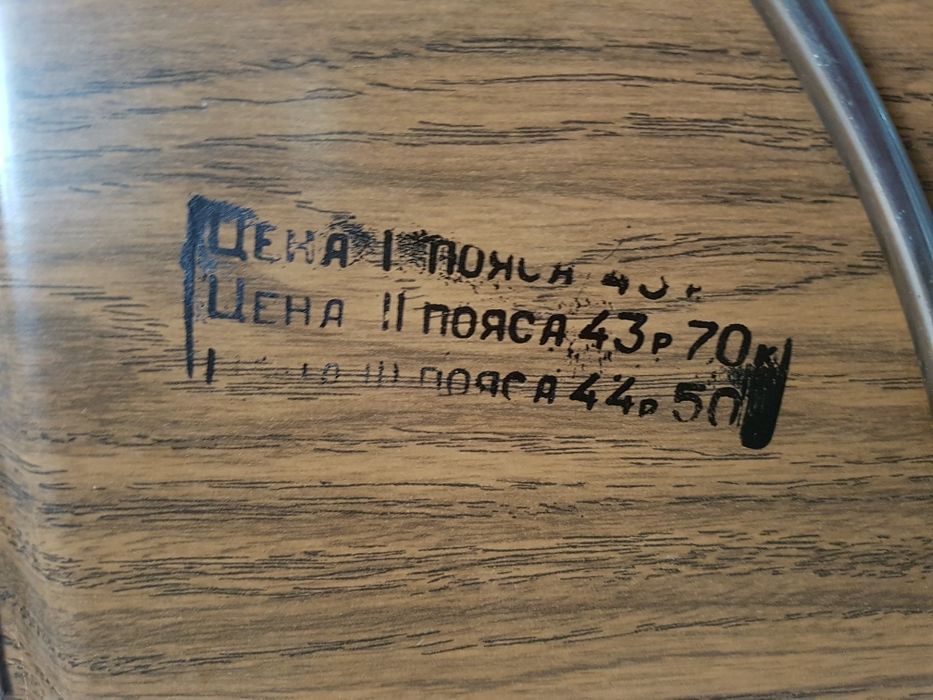 ЦЕНА I ПОЯСА
ЦЕНА II ПОЯСА 43р 70к
III ПОЯСА 44р 50